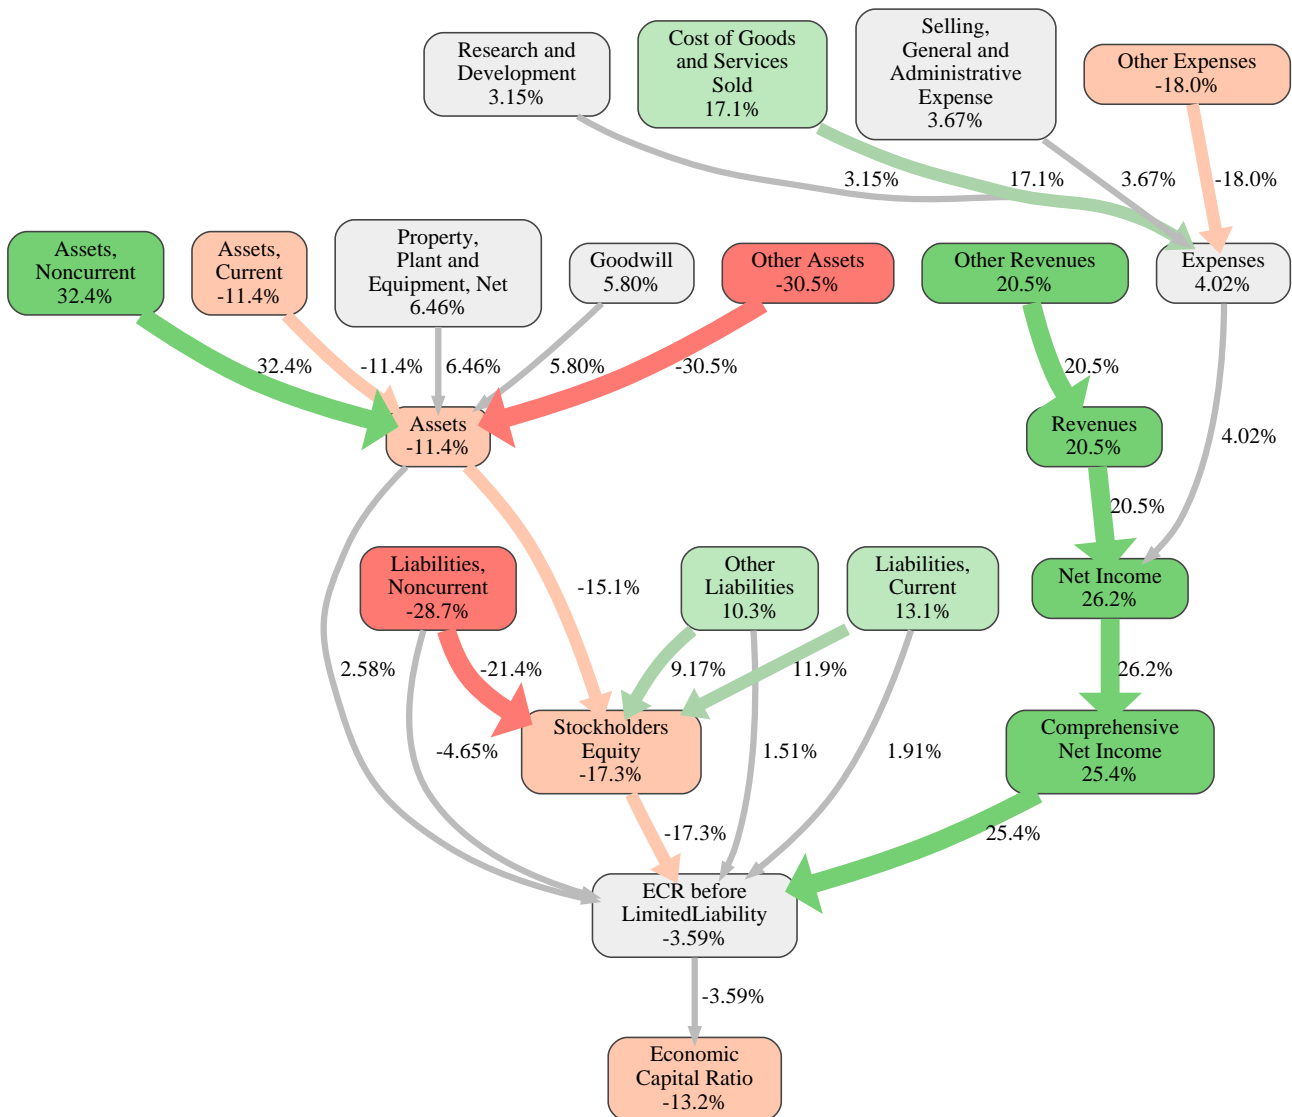 Research and
Development
3.15%
Cost of Goods
and Services
Sold
17.1%
Selling,
General and
Administrative
Expense
3.67%
Other Expenses
-18.0%
3.15%
17.1%
3.67%
-18.0%
Assets,
Noncurrent
32.4%
Assets,
Current
-11.4%
Property,
Plant and
Equipment, Net
6.46%
Goodwill
5.80%
Other Assets
-30.5%
Other Revenues
20.5%
Expenses
4.02%
32.4%
-11.4%
6.46%
5.80%
-30.5%
20.5%
Assets
-11.4%
Revenues
20.5%
4.02%
20.5%
Liabilities,
Noncurrent
-28.7%
-15.1%
Other
Liabilities
10.3%
Liabilities,
Current
13.1%
Net Income
26.2%
2.58%
-21.4%
9.17%
11.9%
26.2%
Stockholders
Equity
-17.3%
-4.65%
1.51%
1.91%
Comprehensive
Net Income
25.4%
-17.3%
25.4%
ECR before
LimitedLiability
-3.59%
-3.59%
Economic
Capital Ratio
-13.2%